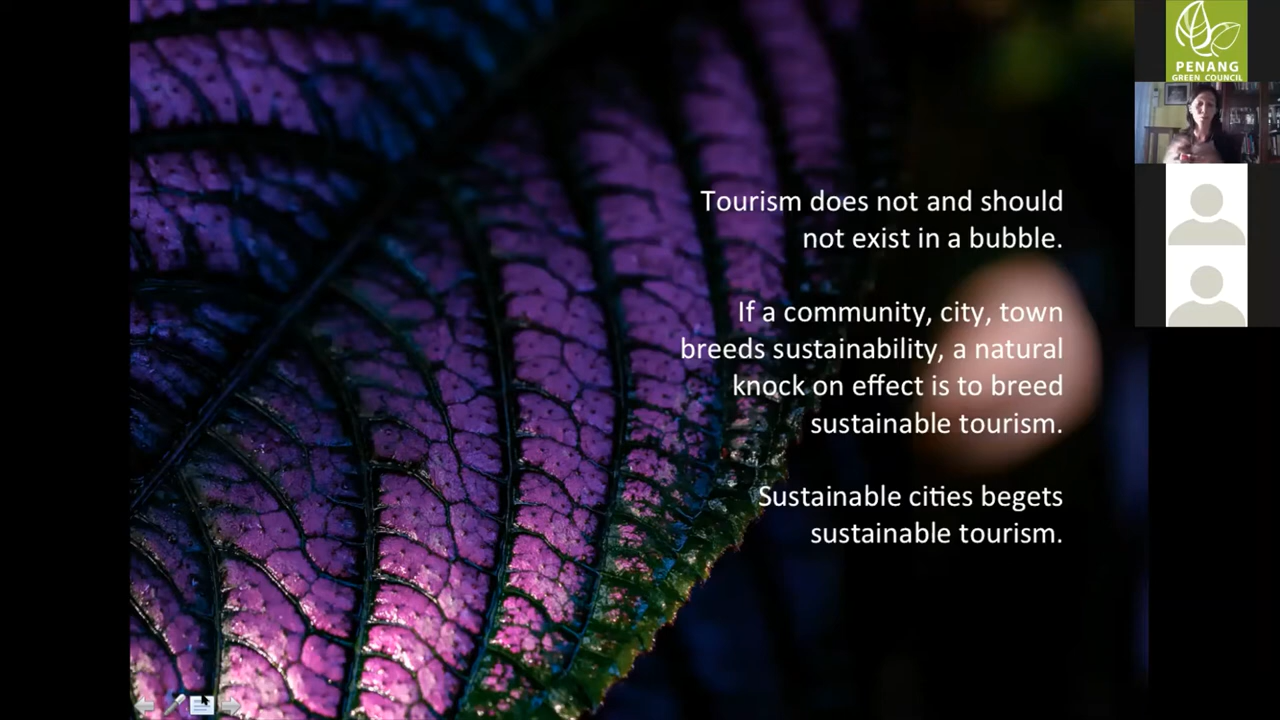 Tourism does not and should
not exist in a bubble.
If a community, city, town
breeds sustainability, a natural
knock on effect is to breed
sustainable tourism.
Sustainable cities begets
sustainable tourism.
PENANG
GREEN COUNCIL